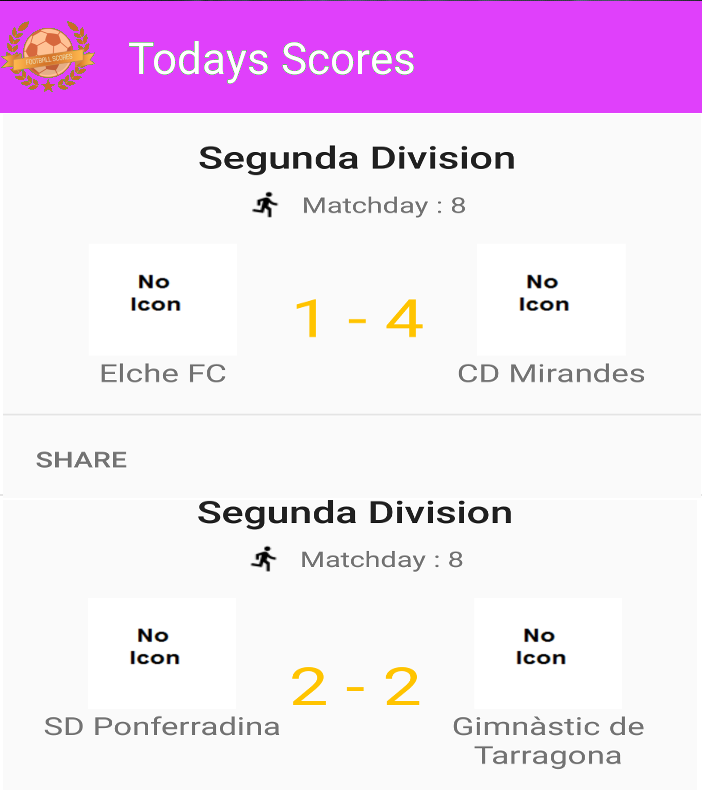 FOOTBALL SCORES
Todays Scores
Segunda Division
Matchday : 8
No
Icon
1 - 4
No
Icon
Elche FC
CD Mirandes
SHARE
Segunda Division
Matchday : 8
No
Icon
2 - 2
No
Icon
SD Ponferradina
Gimnàstic de
Tarragona